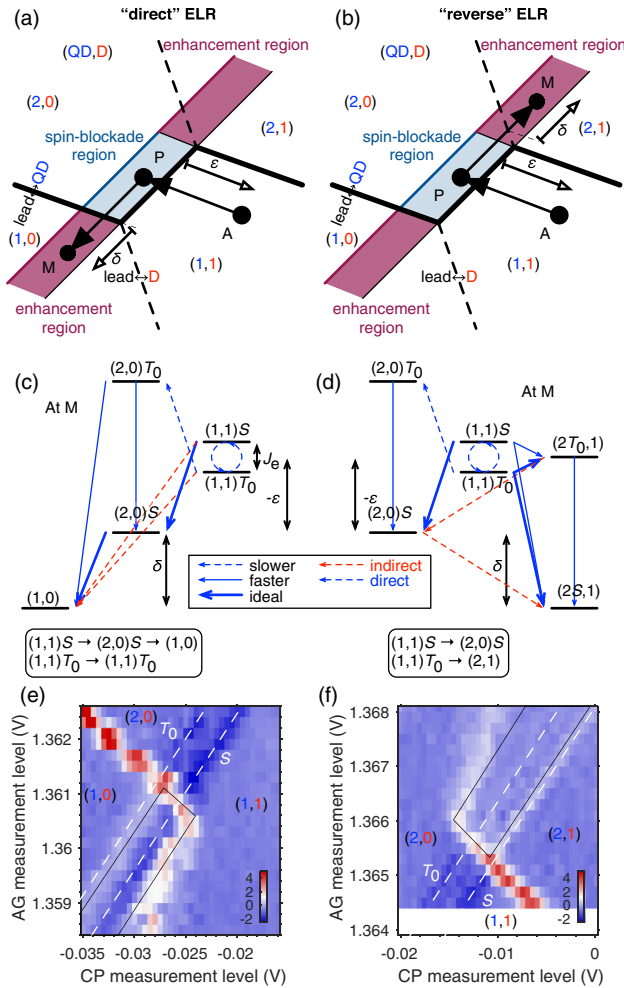 (a) "direct" ELR
(b) "reverse" ELR
(QD,D)
enhancement region
(2,0)
(2,1)
spin-blockade region
P
ε
lead↔QD
A
(1,0)
M
δ
(1,1)
lead↔D
enhancement region
(QD,D)
enhancement region
M
(2,0)
δ
(2,1)
spin-blockade region
P
ε
lead↔QD
A
(1,0)
(1,1)
lead↔D
enhancement region
(c)
(2,0)T0
At M
(1,1)S
Je
(1,1)T0
-ε
(2,0)S
δ
(1,0)
(1,1)S → (2,0)S → (1,0)
(1,1)T0 → (1,1)T0
(d)
(2,0)T0
At M
(1,1)S
(2T0,1)
(1,1)T0
-ε
(2,0)S
δ
(2S,1)
slower indirect
faster direct
ideal
(1,1)S → (2,0)S
(1,1)T0 → (2,1)
(e)
AG measurement level (V)
1.362
1.361
1.36
1.359
(2,0)
T0
S
(1,0)
(1,1)
4
2
0
-2
-0.035 -0.03 -0.025 -0.02
CP measurement level (V)
(f)
AG measurement level (V)
1.368
1.367
1.366
1.365
1.364
(2,0)
(2,1)
T0
S
(1,1)
4
2
0
-2
-0.02 -0.01 0
CP measurement level (V)